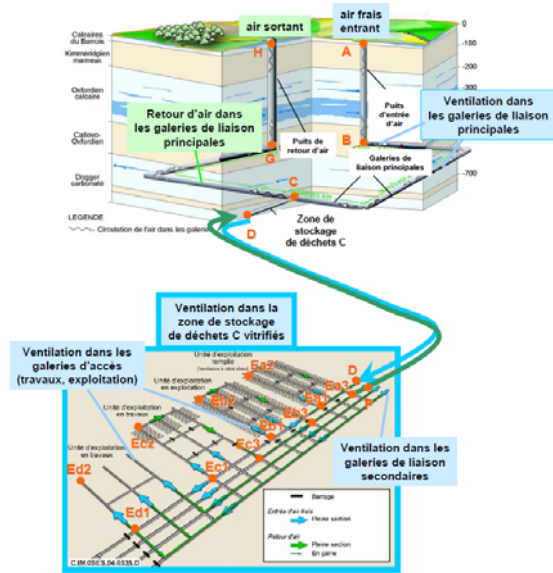 air sortant
air frais
entrant
Calcaires
du Barrois
Kimméridgien
marneux
Oxfordien
calcaire
Callovo-
Oxfordien
Dogger
carbonaté
H
A
0
-100
-200
-300
-700
Puits
d'entrée
d'air
Retour d'air dans
les galeries de liaison
principales
Puits de
retour d'air
Ventilation dans
les galeries de liaison
principales
B
G
Galeries de
liaison principales
C
D
Zone de
stockage
de déchets C
LEGENDE
Circulation de l'air dans les galeries
Ventilation dans la
zone de stockage
de déchets C vitrifiés
Ventilation dans les
galeries d'accès
(travaux, exploitation)
Unité d'exploitation
remplie
Unité d'exploitation
en exploitation
Unité d'exploitation
en travaux
Unité d'exploitation
en travaux
Ea2
D
Eb2
Ea1
Ea3
F
Ec2
Eb1
Eb3
Ec3
Ed2
Ec1
Ed1
Ventilation dans les
galeries de liaison
secondaires
Barrage
Entrée d'air frais
Pleine section
Retour d'air
Pleine section
En gaine